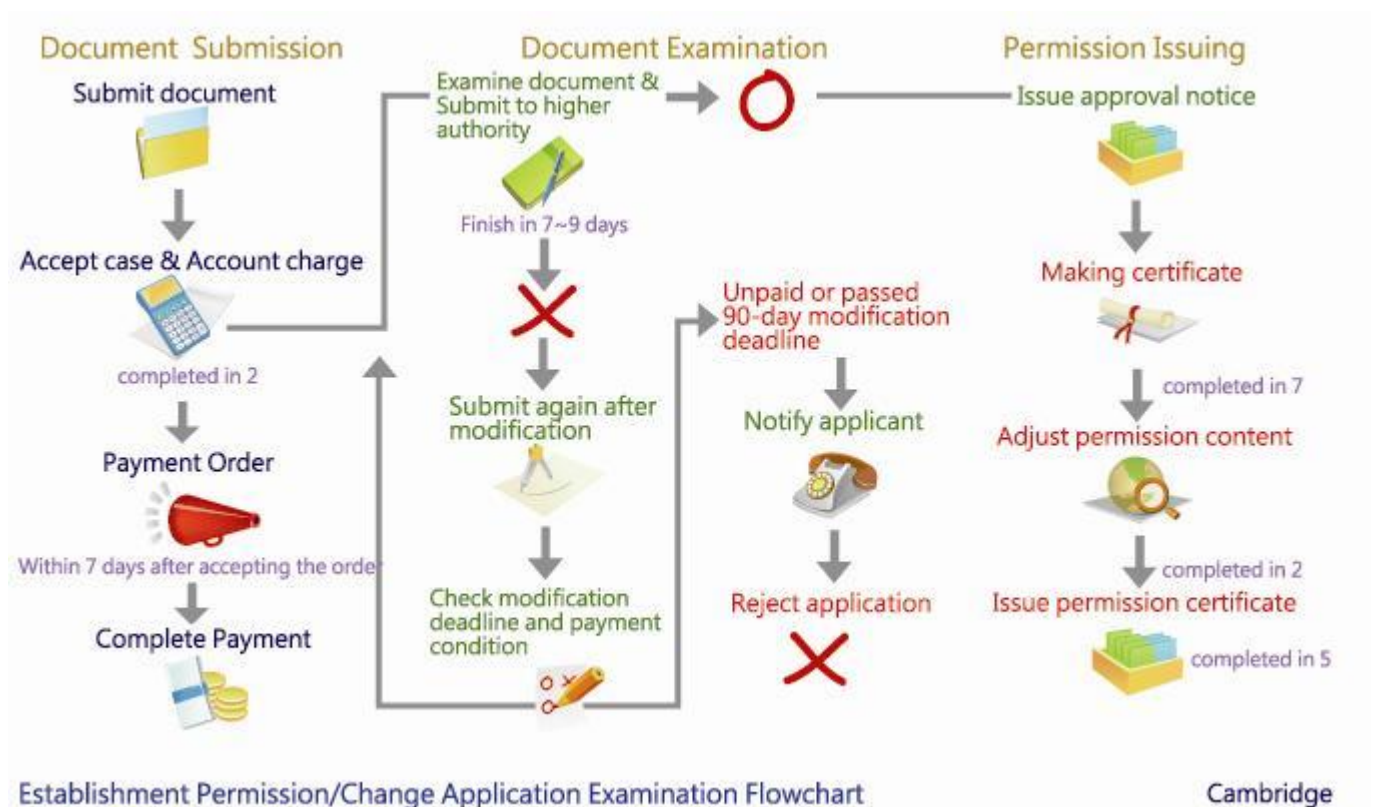 Document Submission
Submit document
Accept case & Account charge
completed in 2
Payment Order
Within 7 days after accepting the order
Complete Payment
Document Examination
Examine document &
Submit to higher
authority
Finish in 7~9 days
Submit again after
modification
Check modification
deadline and payment
condition
Unpaid or passed
90-day modification
deadline
Notify applicant
Reject application
Permission Issuing
Issue approval notice
Making certificate
completed in 7
Adjust permission content
completed in 2
Issue permission certificate
completed in 5
Establishment Permission/Change Application Examination Flowchart
Cambridge